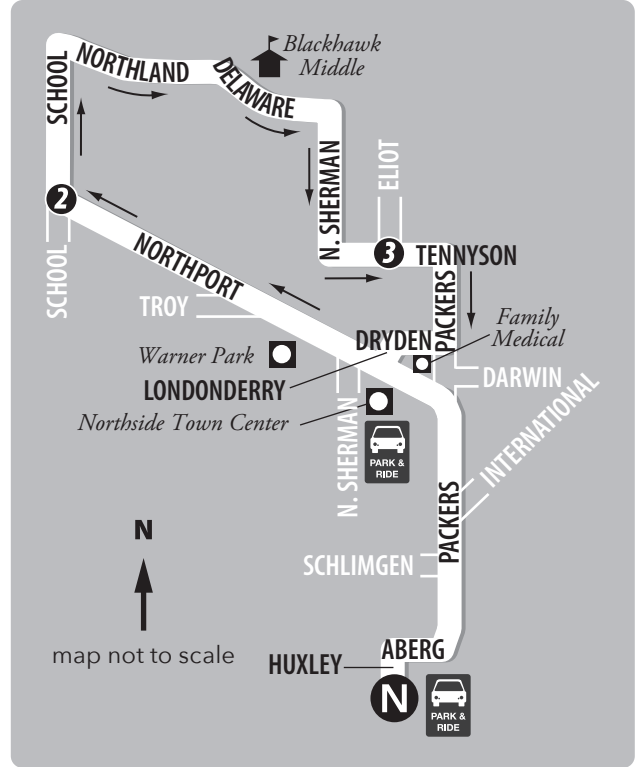 Blackhawk
Middle
SCHOOL
NORTHLAND
DELAWARE
N. SHERMAN
ELIOT
2
3
TENNYSON
SCHOOL
NORTHPORT
TROY
PACKERS
Family
Medical
DRYDEN
Warner Park
LONDONDERRY
DARWIN
Northside Town Center
N. SHERMAN
PARK &
RIDE
INTERNATIONAL
PACKERS
N
SCHLIMGEN
map not to scale
ABERG
HUXLEY
N
PARK &
RIDE